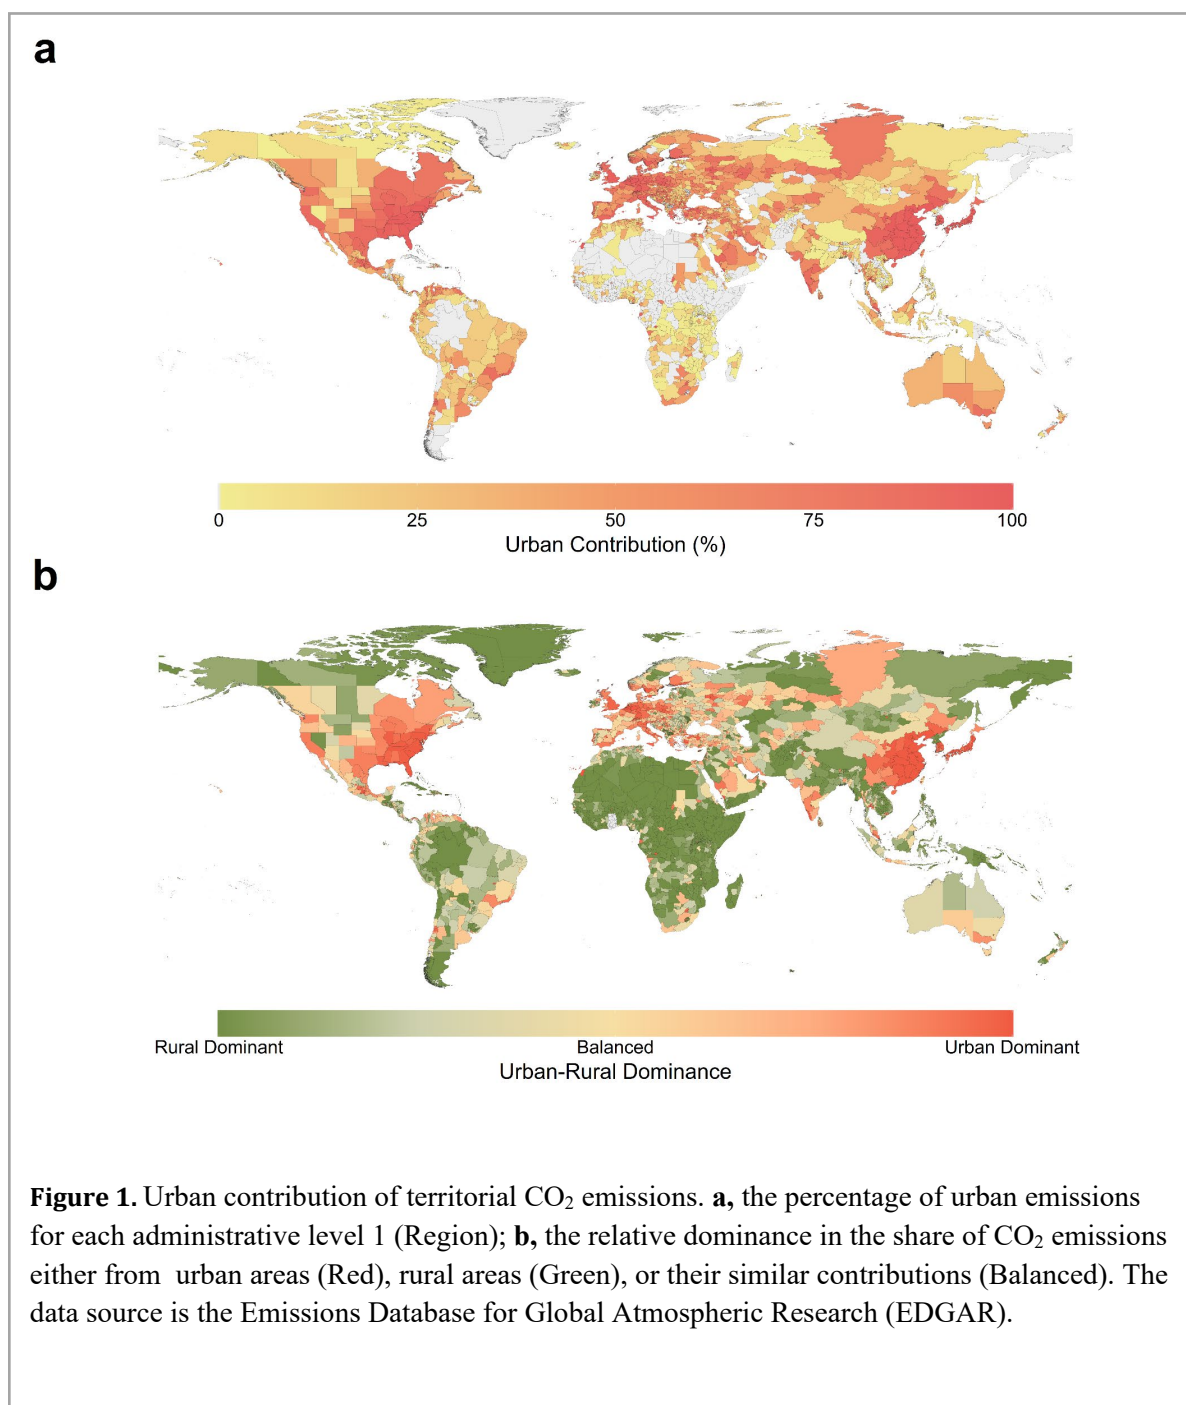 a
0
25
50
75
100
Urban Contribution (%)
b
Rural Dominant
Balanced
Urban Dominant
Urban-Rural Dominance
Figure 1. Urban contribution of territorial CO₂ emissions. a, the percentage of urban emissions
for each administrative level 1 (Region); b, the relative dominance in the share of CO₂ emissions
either from urban areas (Red), rural areas (Green), or their similar contributions (Balanced). The
data source is the Emissions Database for Global Atmospheric Research (EDGAR).